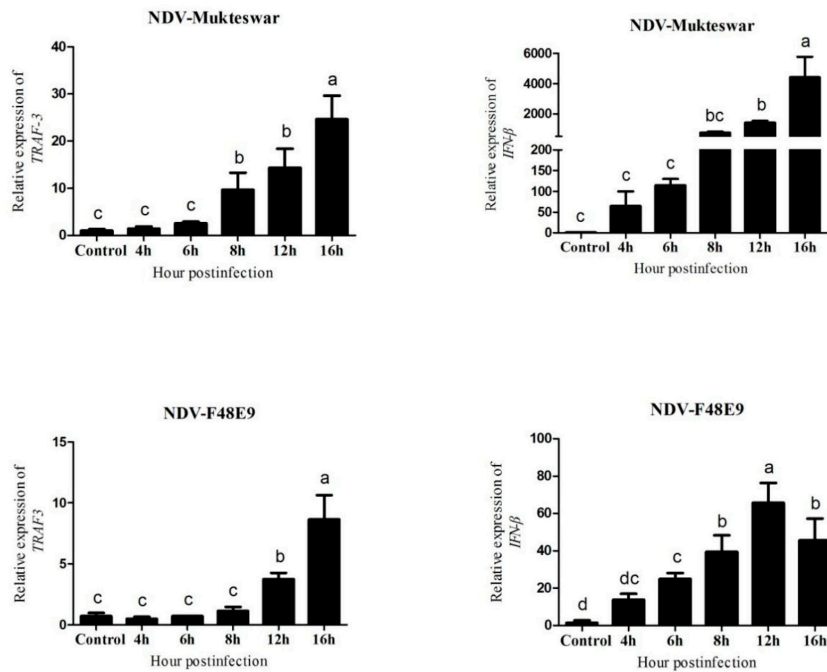 NDV-Mukteswar
Relative expression of
TRAF-3
40
30
20
10
0
c
c
c
b
b
a
Control 4h 6h 8h 12h 16h
Hour postinfection
NDV-Mukteswar
Relative expression of
IFN-β
6000
4000
2000
200
150
100
50
0
c
c
c
bc
b
a
Control 4h 6h 8h 12h 16h
Hour postinfection
NDV-F48E9
Relative expression of
TRAF3
15
10
5
0
c
c
c
c
b
a
Control 4h 6h 8h 12h 16h
Hour postinfection
NDV-F48E9
Relative expression of
IFN-β
100
80
60
40
20
0
d
dc
c
b
a
b
Control 4h 6h 8h 12h 16h
Hour postinfection